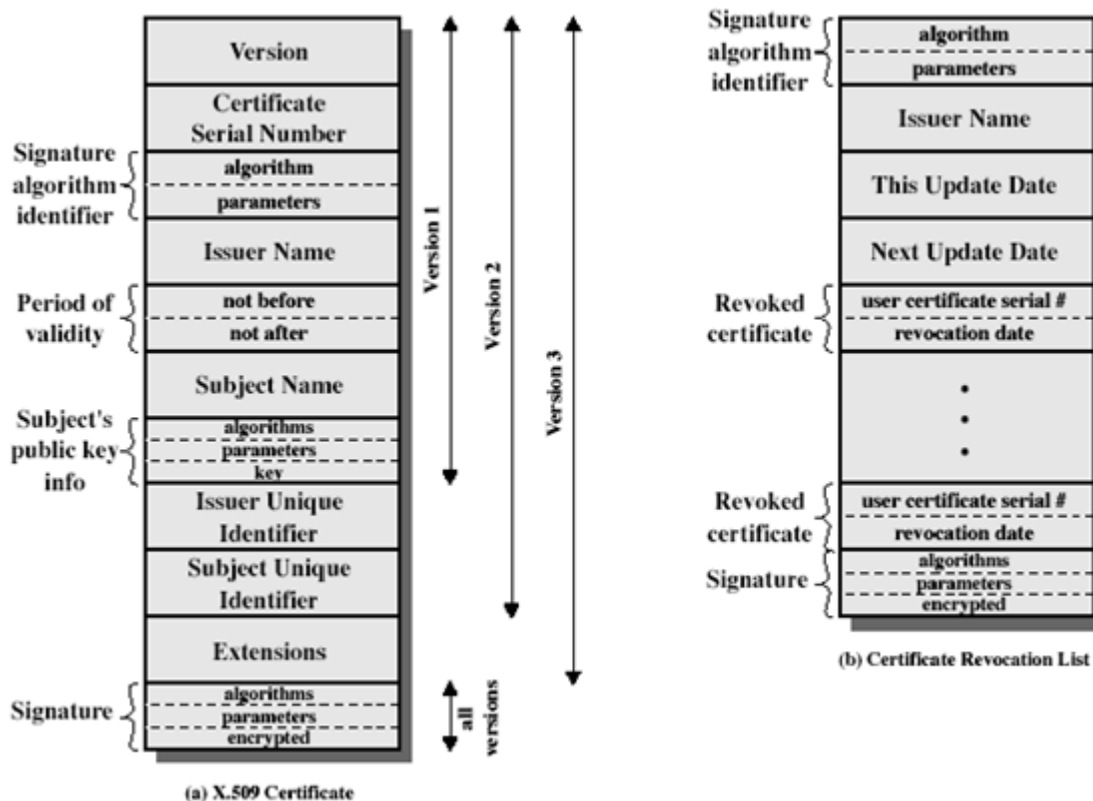 Version
Certificate
Serial Number
Signature
algorithm
identifier
algorithm
parameters
Issuer Name
Period of
validity
not before
not after
Subject Name
Subject's
public key
info
algorithms
parameters
key
Issuer Unique
Identifier
Subject Unique
Identifier
Extensions
Signature
algorithms
parameters
encrypted
Version 1
Version 2
Version 3
all
versions
(a) X.509 Certificate
Signature
algorithm
identifier
algorithm
parameters
Issuer Name
This Update Date
Next Update Date
Revoked
certificate
user certificate serial #
revocation date
Revoked
certificate
user certificate serial #
revocation date
Signature
algorithms
parameters
encrypted
(b) Certificate Revocation List